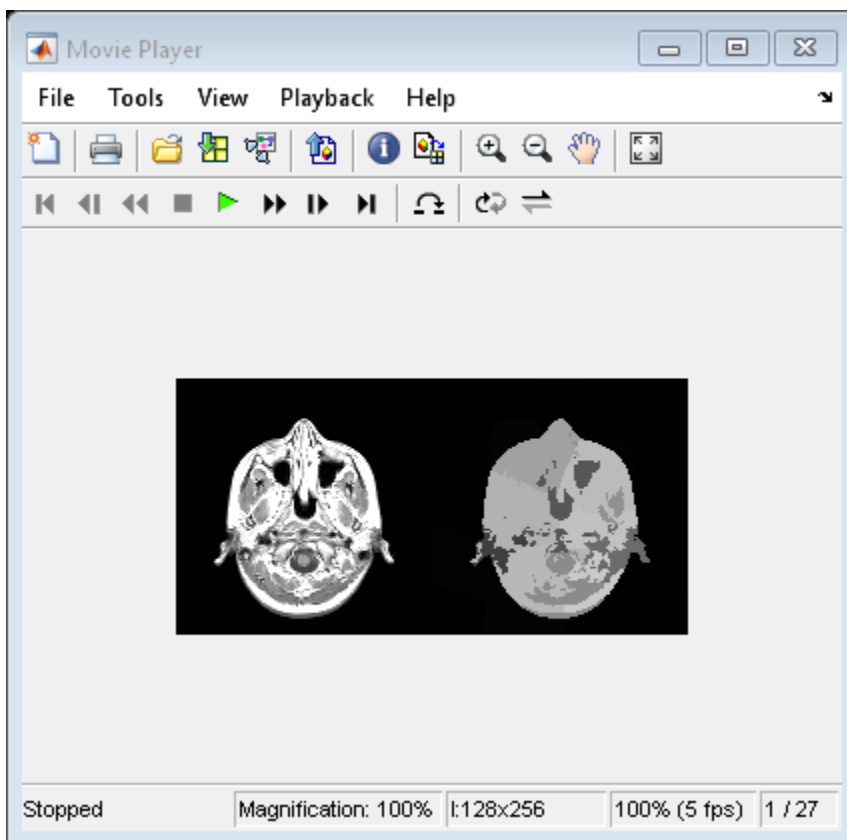 Movie Player
File Tools View Playback Help
Stopped Magnification: 100% I:128x256 100% (5 fps) 1 / 27